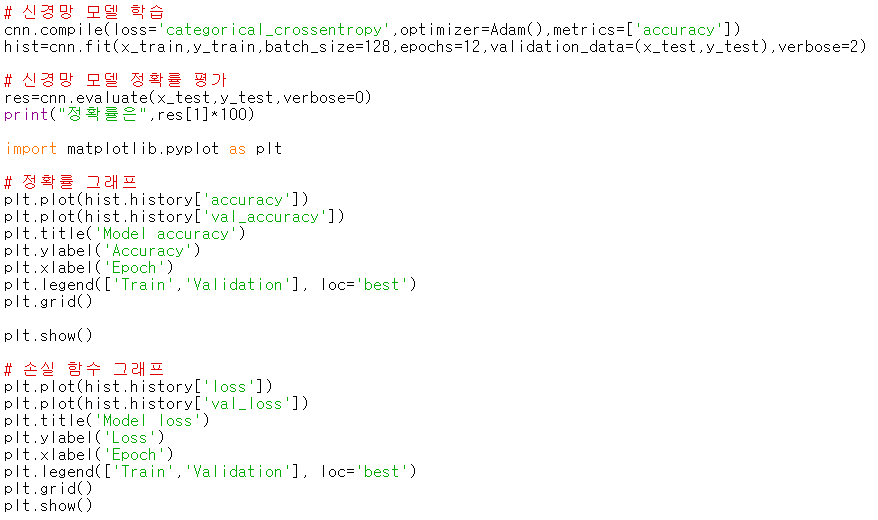 # 신경망 모델 학습
cnn.compile(loss='categorical_crossentropy',optimizer=Adam(),metrics=['accuracy'])
hist=cnn.fit(x_train,y_train,batch_size=128,epochs=12,validation_data=(x_test,y_test),verbose=2)
# 신경망 모델 정확률 평가
res=cnn.evaluate(x_test,y_test,verbose=0)
print("정확률은",res[1]*100)
import matplotlib.pyplot as plt
# 정확률 그래프
plt.plot(hist.history['accuracy'])
plt.plot(hist.history['val_accuracy'])
plt.title('Model accuracy')
plt.ylabel('Accuracy')
plt.xlabel('Epoch')
plt.legend(['Train','Validation'], loc='best')
plt.grid()
plt.show()
# 손실 함수 그래프
plt.plot(hist.history['loss'])
plt.plot(hist.history['val_loss'])
plt.title('Model loss')
plt.ylabel('Loss')
plt.xlabel('Epoch')
plt.legend(['Train','Validation'], loc='best')
plt.grid()
plt.show()